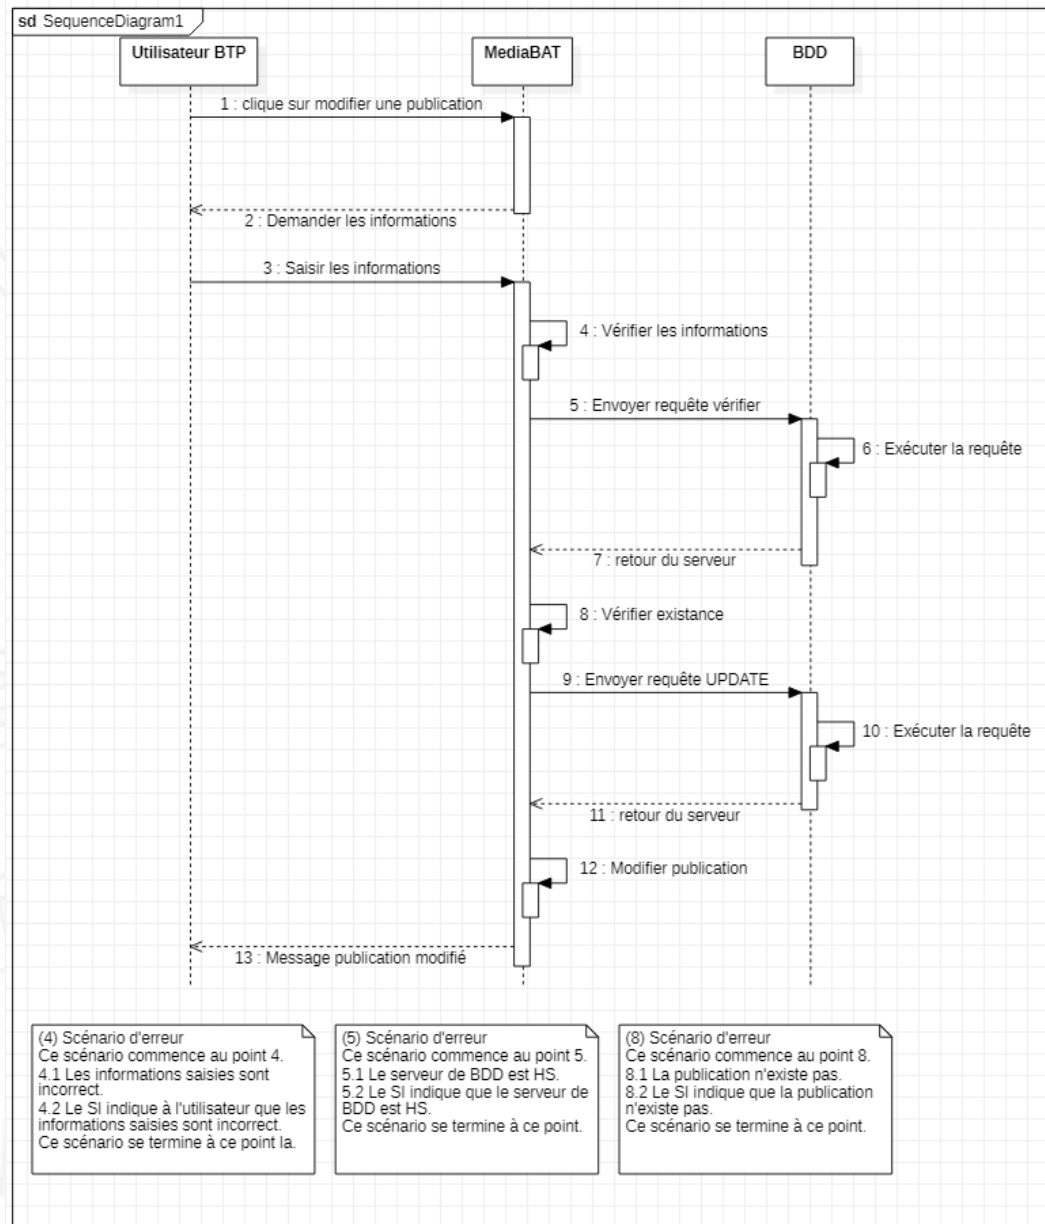 sd SequenceDiagram1
Utilisateur BTP
MediaBAT
BDD
1 : clique sur modifier une publication
2 : Demander les informations
3 : Saisir les informations
4 : Vérifier les informations
5 : Envoyer requête vérifier
6 : Exécuter la requête
7 : retour du serveur
8 : Vérifier existance
9 : Envoyer requête UPDATE
10 : Exécuter la requête
11 : retour du serveur
12 : Modifier publication
13 : Message publication modifié
(4) Scénario d'erreur
Ce scénario commence au point 4.
4.1 Les informations saisies sont
incorrect.
4.2 Le SI indique à l'utilisateur que les
informations saisies sont incorrect.
Ce scénario se termine à ce point la.
(5) Scénario d'erreur
Ce scénario commence au point 5.
5.1 Le serveur de BDD est HS.
5.2 Le SI indique que le serveur de
BDD est HS.
Ce scénario se termine à ce point.
(8) Scénario d'erreur
Ce scénario commence au point 8.
8.1 La publication n'existe pas.
8.2 Le SI indique que la publication
n'existe pas.
Ce scénario se termine à ce point.